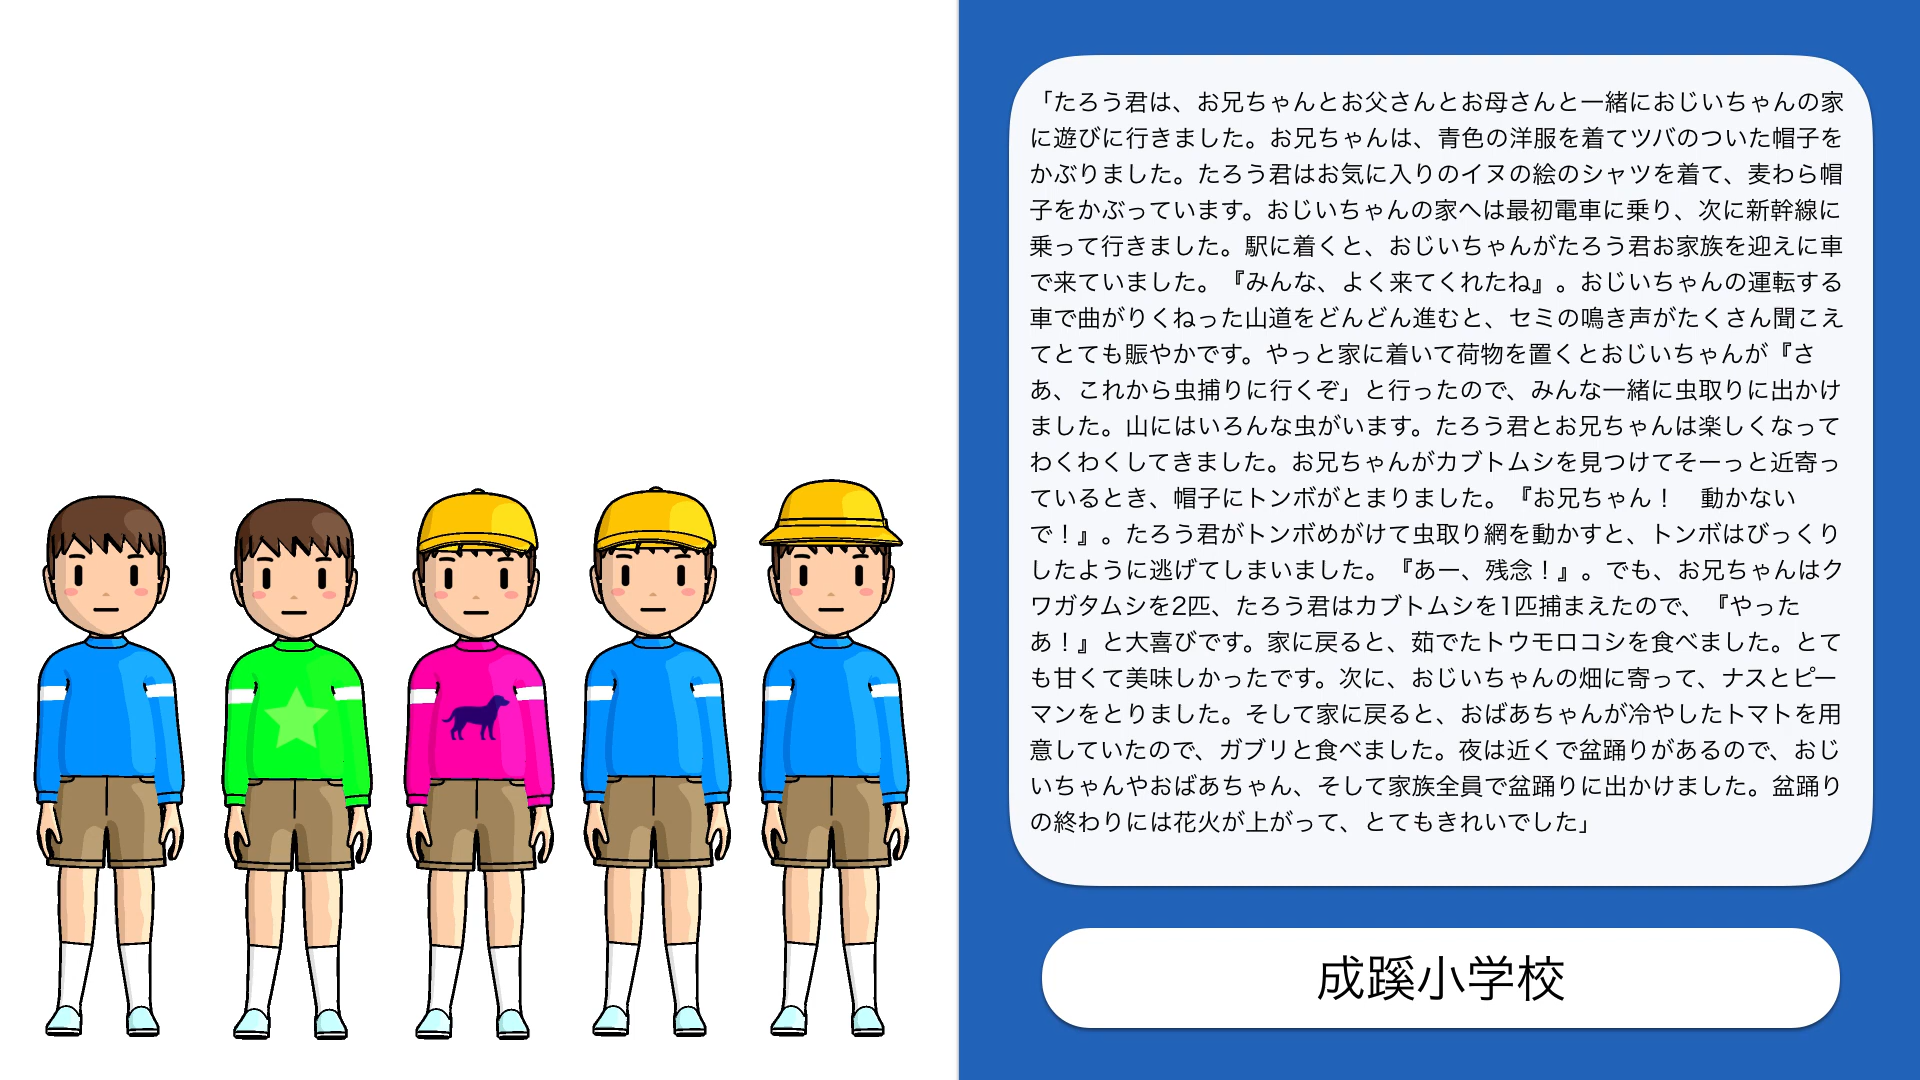 「たろう君は、お兄ちゃんとお父さんとお母さんと一緒におじいちゃんの家
に遊びに行きました。お兄ちゃんは、青色の洋服を着てツバのついた帽子を
かぶりました。たろう君はお気に入りのイヌの絵のシャツを着て、麦わら帽
子をかぶっています。おじいちゃんの家へは最初電車に乗り、次に新幹線に
乗って行きました。駅に着くと、おじいちゃんがたろう君お家族を迎えに車
で来ていました。『みんな、よく来てくれたね』。おじいちゃんの運転する
車で曲がりくねった山道をどんどん進むと、セミの鳴き声がたくさん聞こえ
てとても賑やかです。やっと家に着いて荷物を置くとおじいちゃんが『さ
あ、これから虫捕りに行くぞ」と行ったので、みんな一緒に虫取りに出かけ
ました。山にはいろんな虫がいます。たろう君とお兄ちゃんは楽しくなって
わくわくしてきました。お兄ちゃんがカブトムシを見つけてそーっと近寄っ
ているとき、帽子にトンボがとまりました。『お兄ちゃん！　動かない
で！』。たろう君がトンボめがけて虫取り網を動かすと、トンボはびっくり
したように逃げてしまいました。『あー、残念！』。でも、お兄ちゃんはク
ワガタムシを2匹、たろう君はカブトムシを1匹捕まえたので、『やった
あ！』と大喜びです。家に戻ると、茹でたトウモロコシを食べました。とて
も甘くて美味しかったです。次に、おじいちゃんの畑に寄って、ナスとピー
マンをとりました。そして家に戻ると、おばあちゃんが冷やしたトマトを用
意していたので、ガブリと食べました。夜は近くで盆踊りがあるので、おじ
いちゃんやおばあちゃん、そして家族全員で盆踊りに出かけました。盆踊り
の終わりには花火が上がって、とてもきれいでした」
成蹊小学校